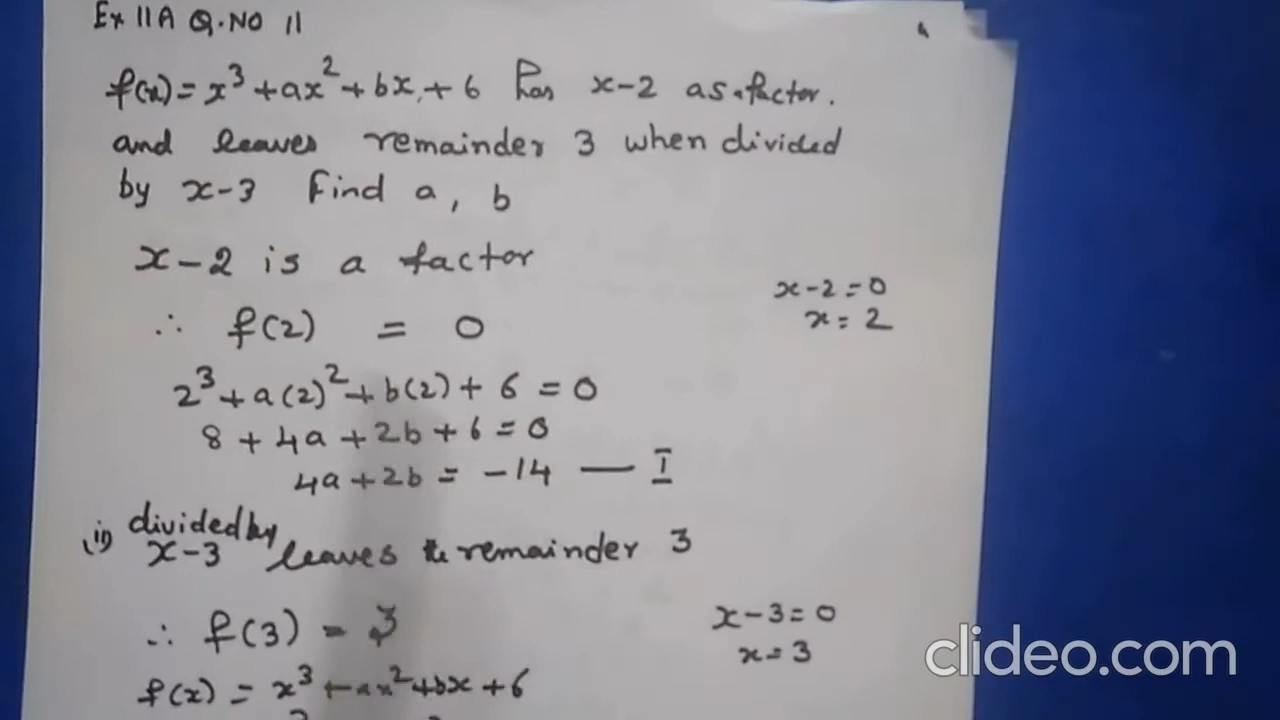 Ex 11A Q.NO 11
f(x) = x³ + ax² + bx + 6 has x-2 as factor.
and leaves remainder 3 when divided
by x-3 Find a, b
x-2 is a factor
∴ f(2) = 0
x-2=0
x = 2
2³ + a(2)² + b(2) + 6 = 0
8 + 4a + 2b + 6 = 0
4a + 2b = -14 — I
(ii) divided by
x-3 leaves remainder 3
∴ f(3) = 3
x-3=0
x=3
f(x) = x³ + ax² + bx + 6
clideo.com